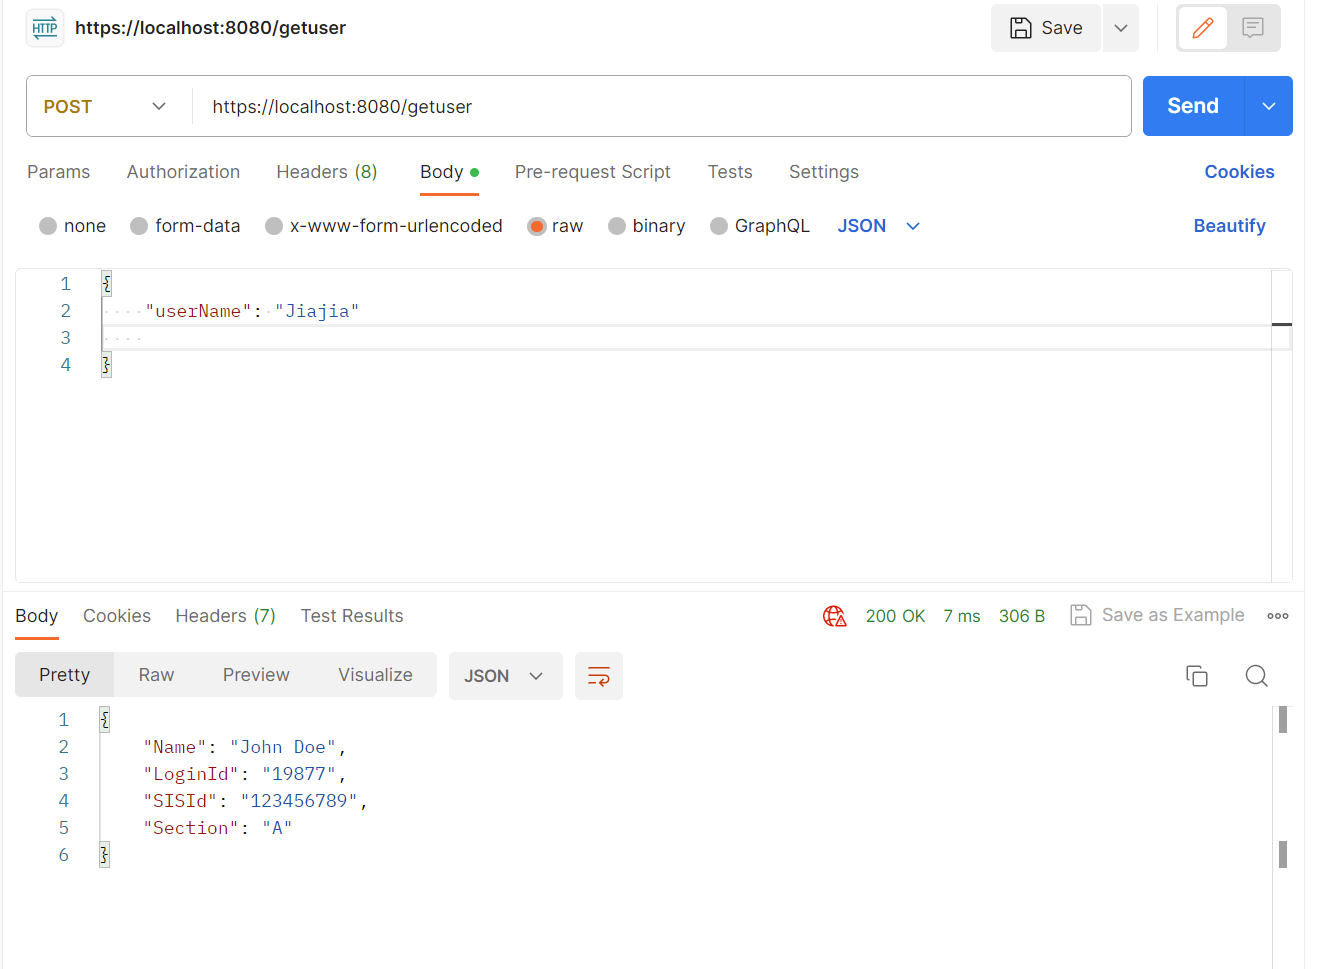 HTTP https://localhost:8080/getuser Save
POST https://localhost:8080/getuser Send
Params Authorization Headers (8) Body Pre-request Script Tests Settings Cookies
none form-data x-www-form-urlencoded raw binary GraphQL JSON Beautify
1 {
2 "userName": "Jiajia"
3
4 }
Body Cookies Headers (7) Test Results 200 OK 7 ms 306 B Save as Example
Pretty Raw Preview Visualize JSON
1 {
2 "Name": "John Doe",
3 "LoginId": "19877",
4 "SISId": "123456789",
5 "Section": "A"
6 }